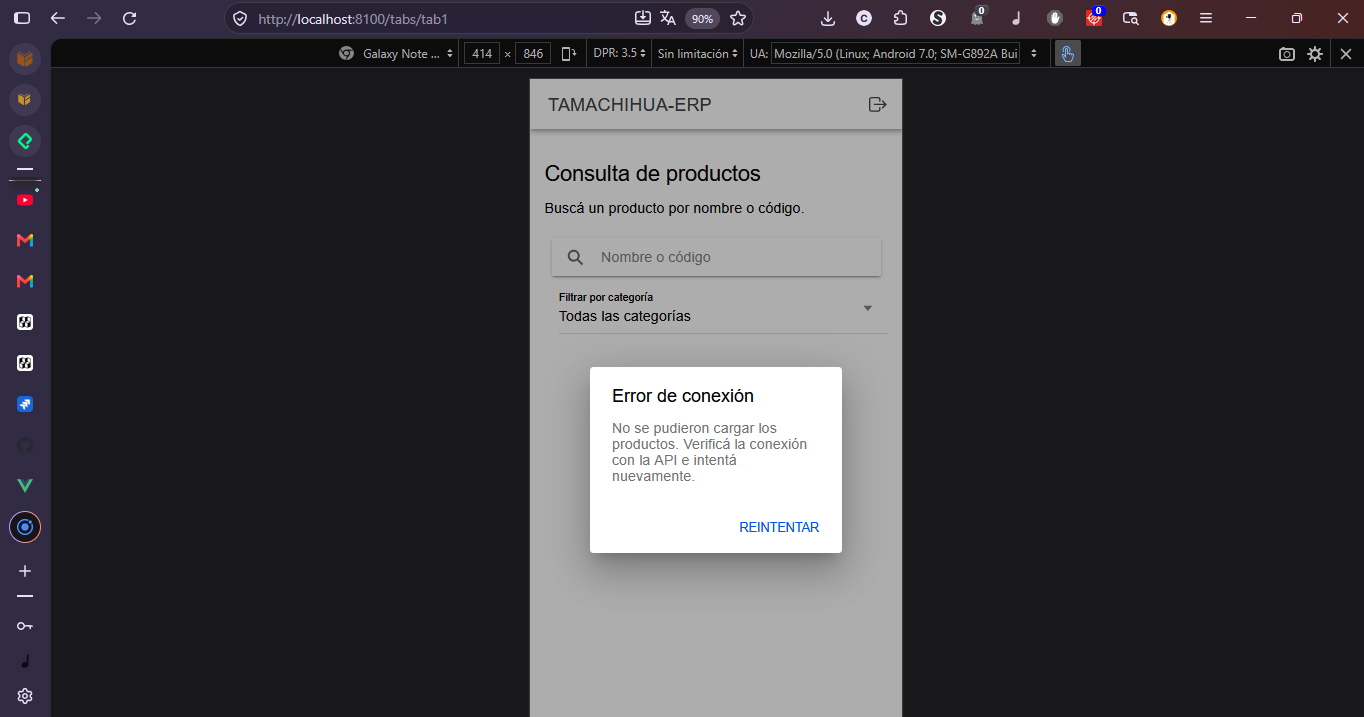 http://localhost:8100/tabs/tab1
90%
C
S
0
0
Galaxy Note ...
414 × 846
DPR: 3.5
Sin limitación
UA: Mozilla/5.0 (Linux; Android 7.0; SM-G892A Bui
TAMACHIHUA-ERP
Consulta de productos
Buscá un producto por nombre o código.
Nombre o código
Filtrar por categoría
Todas las categorías
Error de conexión
No se pudieron cargar los
productos. Verificá la conexión
con la API e intentá
nuevamente.
REINTENTAR